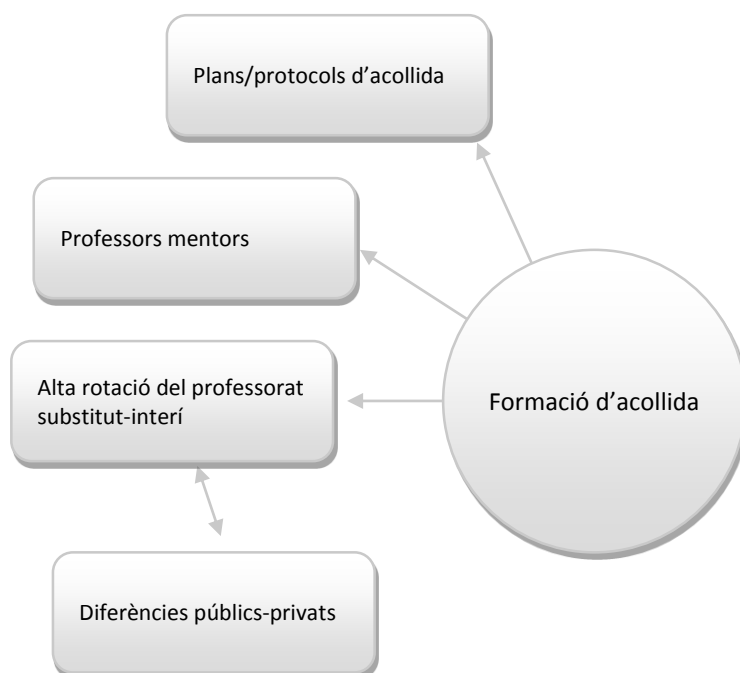 Plans/protocols d’acollida
Professors mentors
Alta rotació del professorat
substitut-interí
Formació d’acollida
Diferències públics-privats